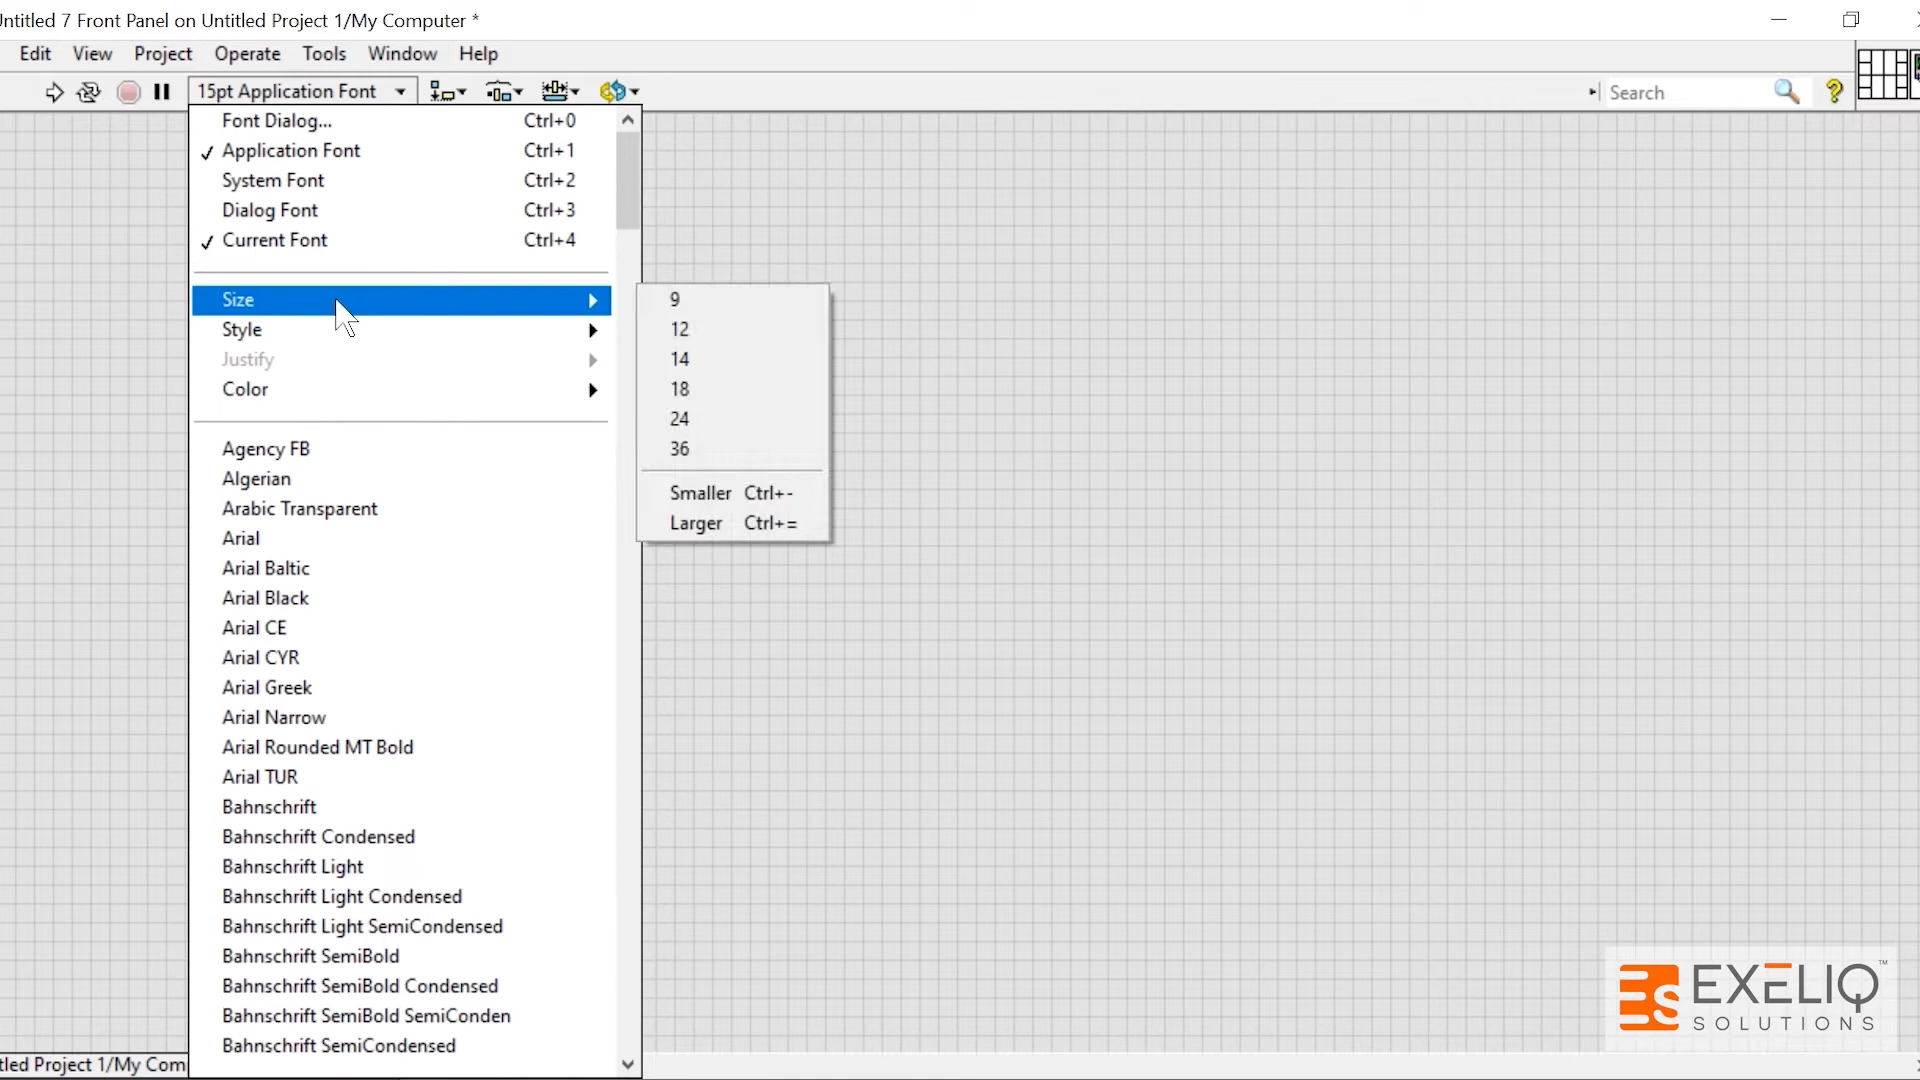 ntitled 7 Front Panel on Untitled Project 1/My Computer *
Edit View Project Operate Tools Window Help
15pt Application Font
Search
?
Font Dialog... Ctrl+0
Application Font Ctrl+1
System Font Ctrl+2
Dialog Font Ctrl+3
Current Font Ctrl+4
Size
Style
Justify
Color
9
12
14
18
24
36
Smaller Ctrl+-
Larger Ctrl+=
Agency FB
Algerian
Arabic Transparent
Arial
Arial Baltic
Arial Black
Arial CE
Arial CYR
Arial Greek
Arial Narrow
Arial Rounded MT Bold
Arial TUR
Bahnschrift
Bahnschrift Condensed
Bahnschrift Light
Bahnschrift Light Condensed
Bahnschrift Light SemiCondensed
Bahnschrift SemiBold
Bahnschrift SemiBold Condensed
Bahnschrift SemiBold SemiConden
Bahnschrift SemiCondensed
tled Project 1/My Com
EXELIQ™
SOLUTIONS